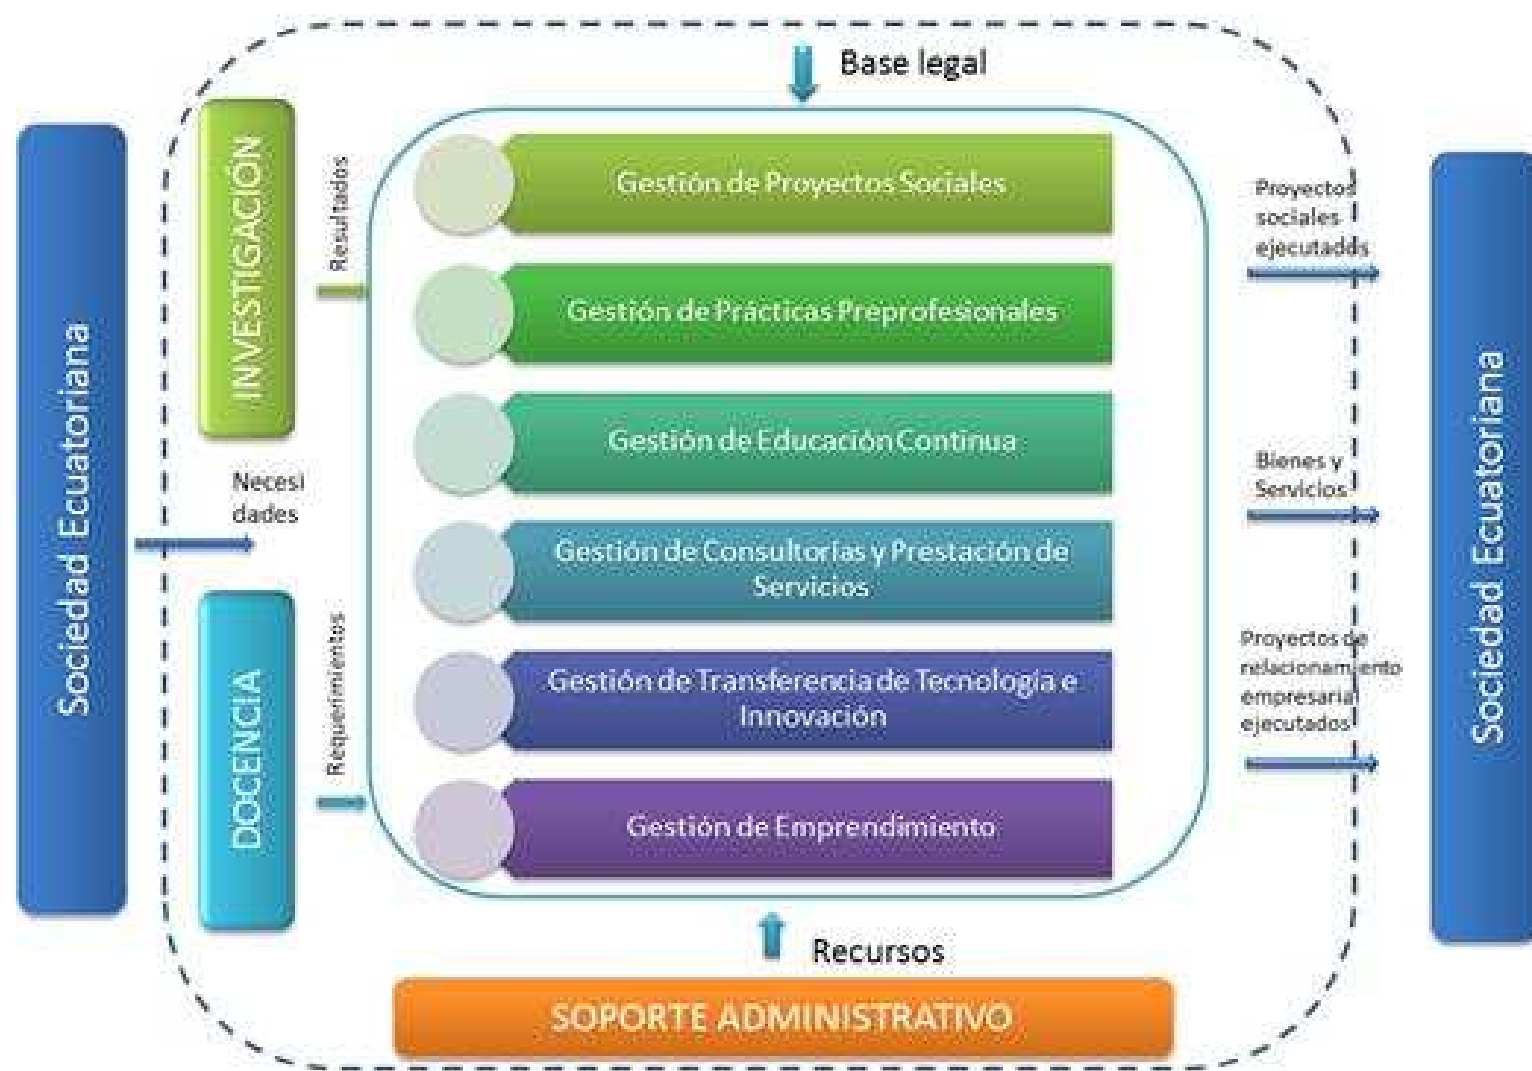 Base legal
Sociedad Ecuatoriana
INVESTIGACIÓN
Resultados
Necesi
dades
DOCENCIA
Requerimientos
Gestión de Proyectos Sociales
Gestión de Prácticas Preprofesionales
Gestión de Educación Continua
Gestión de Consultorías y Prestación de
Servicios
Gestión de Transferencia de Tecnología e
Innovación
Gestión de Emprendimiento
Proyectos
sociales
ejecutados
Bienes y
Servicios
Proyectos de
relacionamiento
empresarial
ejecutados
Sociedad Ecuatoriana
Recursos
SOPORTE ADMINISTRATIVO